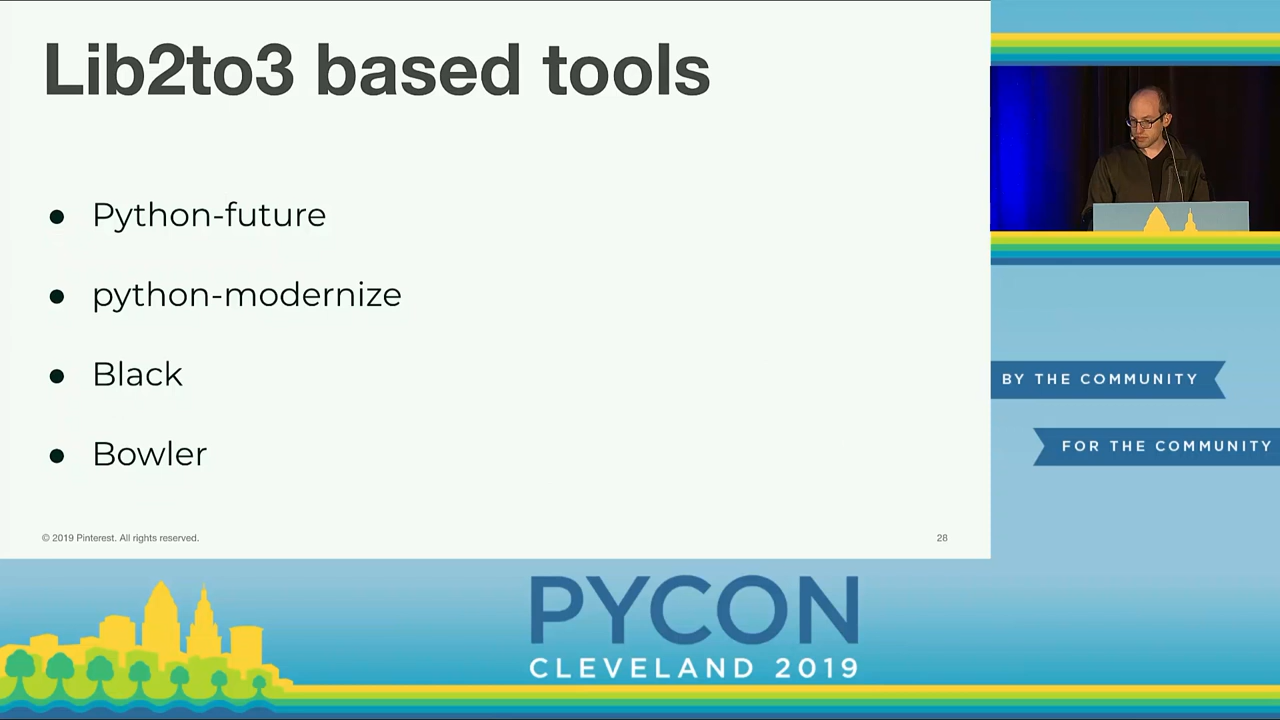 Lib2to3 based tools
● Python-future
● python-modernize
● Black
● Bowler
© 2019 Pinterest. All rights reserved.
28
BY THE COMMUNITY
FOR THE COMMUNITY
PYCON
CLEVELAND 2019